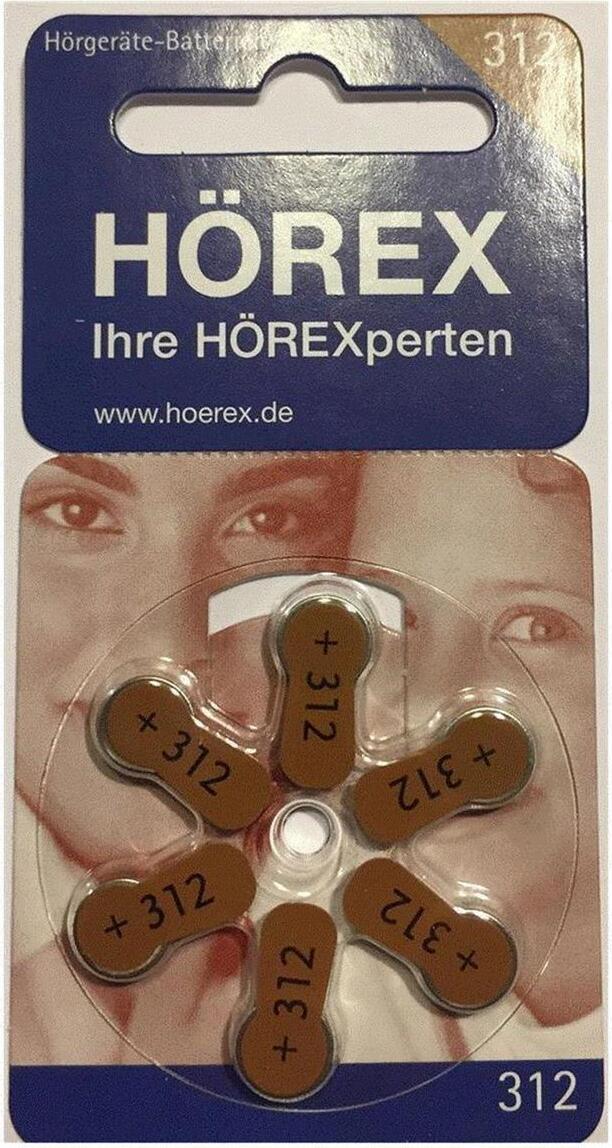 Hörgeräte-Batterien
312
HÖREX
Ihre HÖREXperten
www.hoerex.de
+ 312
+ 312
+ 312
+ 312
+ 312
+ 312
312